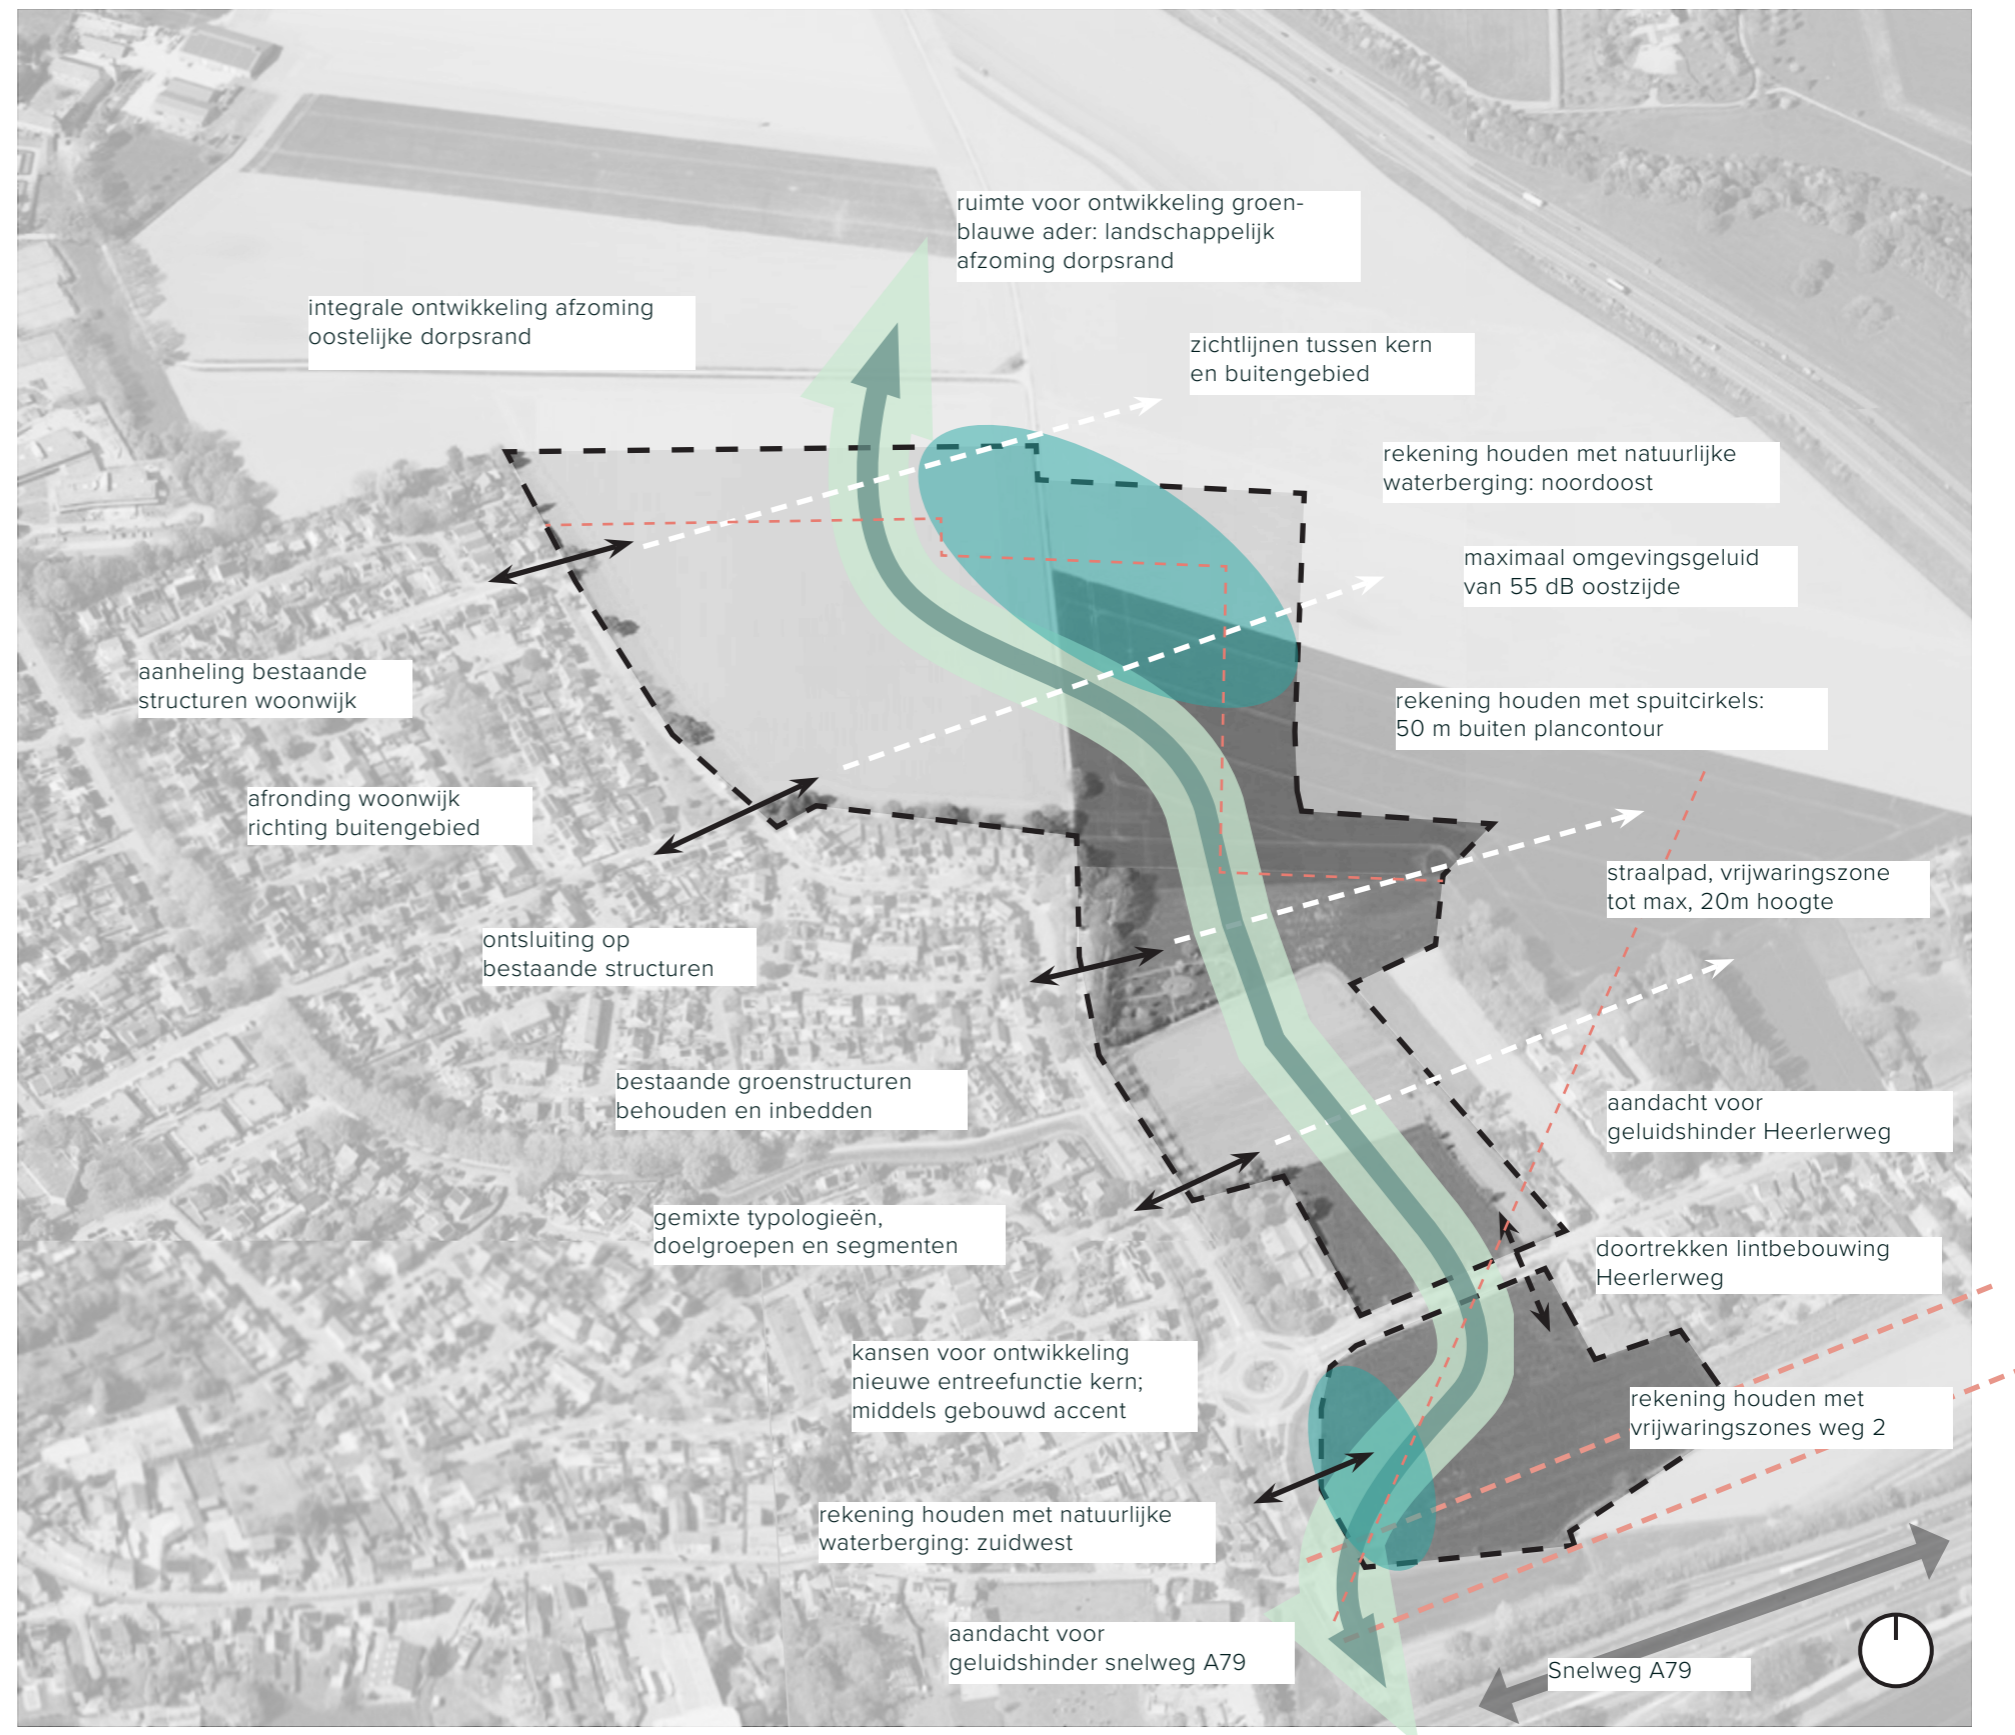 ruimte voor ontwikkeling groen-
blauwe ader: landschappelijk
afzoming dorpsrand
integrale ontwikkeling afzoming
oostelijke dorpsrand
zichtlijnen tussen kern
en buitengebied
rekening houden met natuurlijke
waterberging: noordoost
maximaal omgevingsgeluid
van 55 dB oostzijde
aanheling bestaande
structuren woonwijk
rekening houden met spuitcirkels:
50 m buiten plancontour
afronding woonwijk
richting buitengebied
straalpad, vrijwaringszone
tot max, 20m hoogte
ontsluiting op
bestaande structuren
bestaande groenstructuren
behouden en inbedden
aandacht voor
geluidshinder Heerlerweg
gemixte typologieën,
doelgroepen en segmenten
doortrekken lintbebouwing
Heerlerweg
kansen voor ontwikkeling
nieuwe entreefunctie kern;
middels gebouwd accent
rekening houden met
vrijwaringszones weg 2
rekening houden met natuurlijke
waterberging: zuidwest
aandacht voor
geluidshinder snelweg A79
Snelweg A79